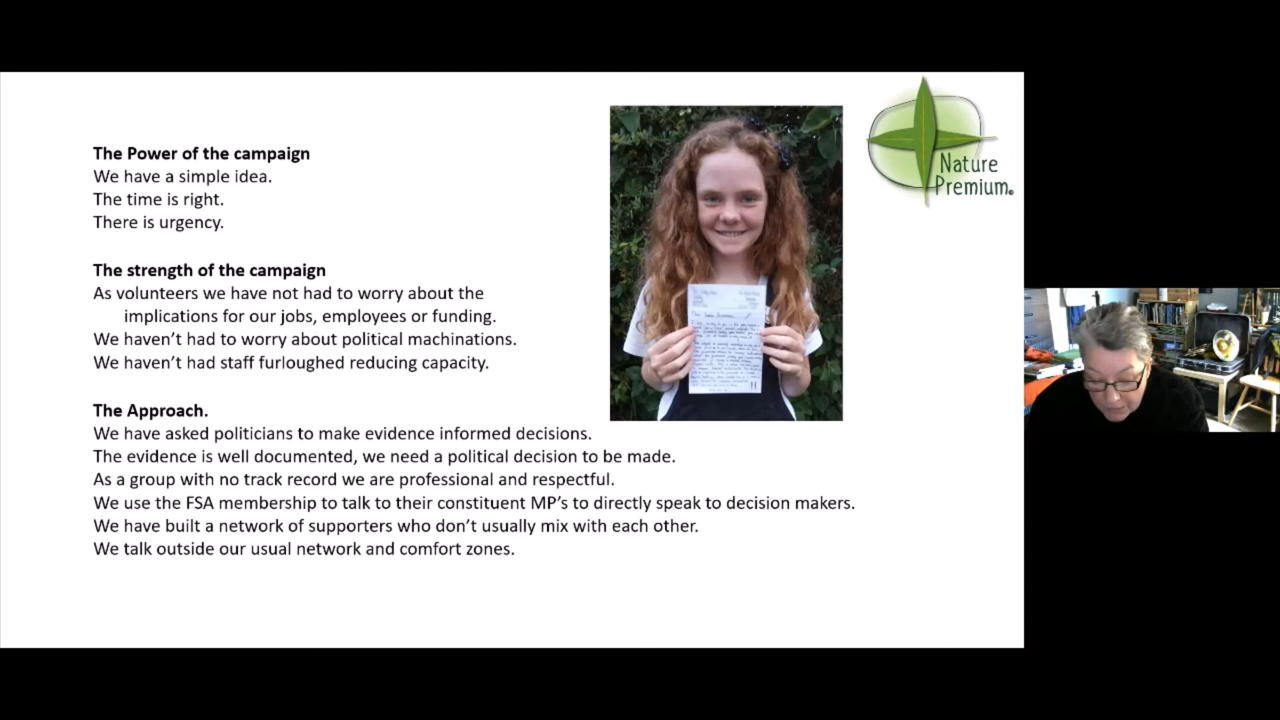 The Power of the campaign
We have a simple idea.
The time is right.
There is urgency.
The strength of the campaign
As volunteers we have not had to worry about the
implications for our jobs, employees or funding.
We haven't had to worry about political machinations.
We haven't had staff furloughed reducing capacity.
The Approach.
We have asked politicians to make evidence informed decisions.
The evidence is well documented, we need a political decision to be made.
As a group with no track record we are professional and respectful.
We use the FSA membership to talk to their constituent MP's to directly speak to decision makers.
We have built a network of supporters who don't usually mix with each other.
We talk outside our usual network and comfort zones.
Nature
Premium